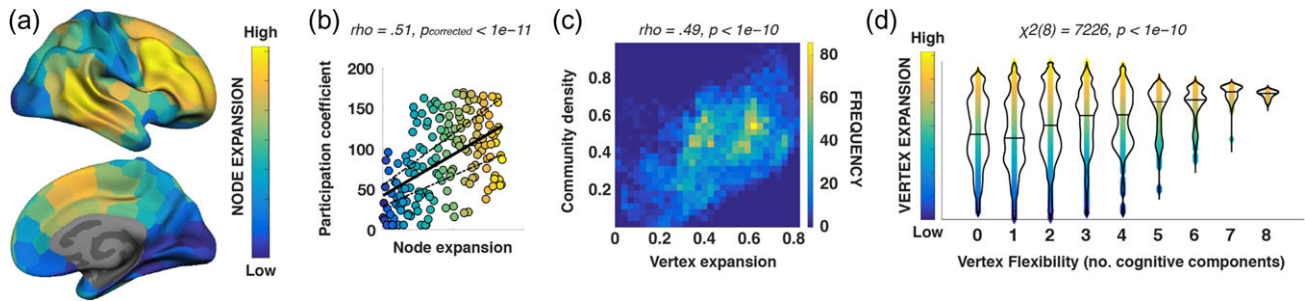 (a)
High
NODE EXPANSION
Low
(b)
rho = .51, pcorrected < 1e−11
Participation coefficient
200
150
100
50
0
Node expansion
(c)
rho = .49, p < 1e−10
Community density
0.8
0.6
0.4
0.2
0 0.2 0.4 0.6 0.8
Vertex expansion
FREQUENCY
80
60
40
20
0
(d)
χ2(8) = 7226, p < 1e−10
High
VERTEX EXPANSION
Low
0 1 2 3 4 5 6 7 8
Vertex Flexibility (no. cognitive components)